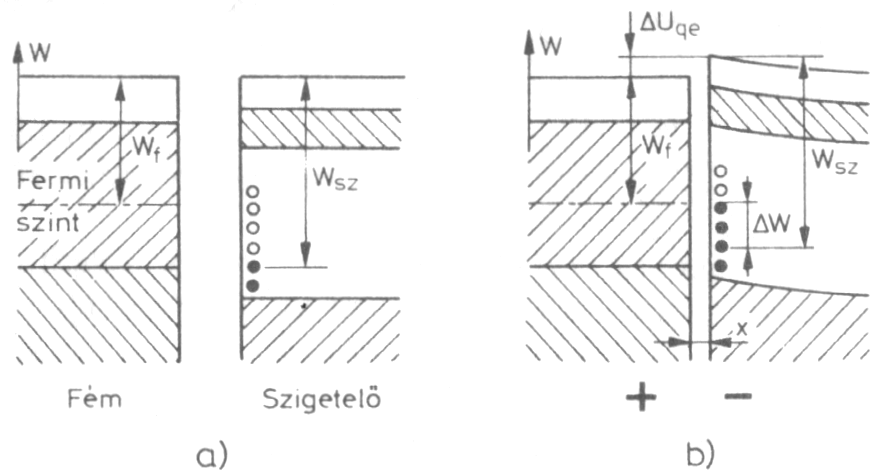 W
W_f
Fermi
szint
W_sz
Fém
Szigetelő
a)
W
ΔU_qe
W_f
W_sz
ΔW
x
+
−
b)